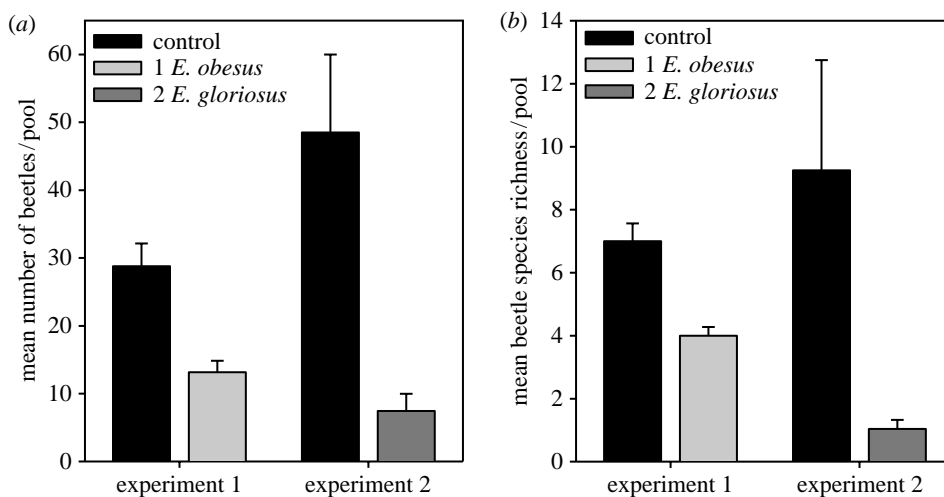 (a)
control
1 E. obesus
2 E. gloriosus
mean number of beetles/pool
60
50
40
30
20
10
0
experiment 1
experiment 2
(b)
control
1 E. obesus
2 E. gloriosus
mean beetle species richness/pool
14
12
10
8
6
4
2
0
experiment 1
experiment 2